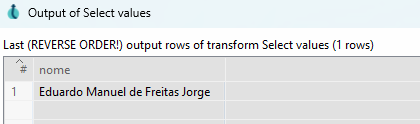 Output of Select values
Last (REVERSE ORDER!) output rows of transform Select values (1 rows)
# nome
1 Eduardo Manuel de Freitas Jorge